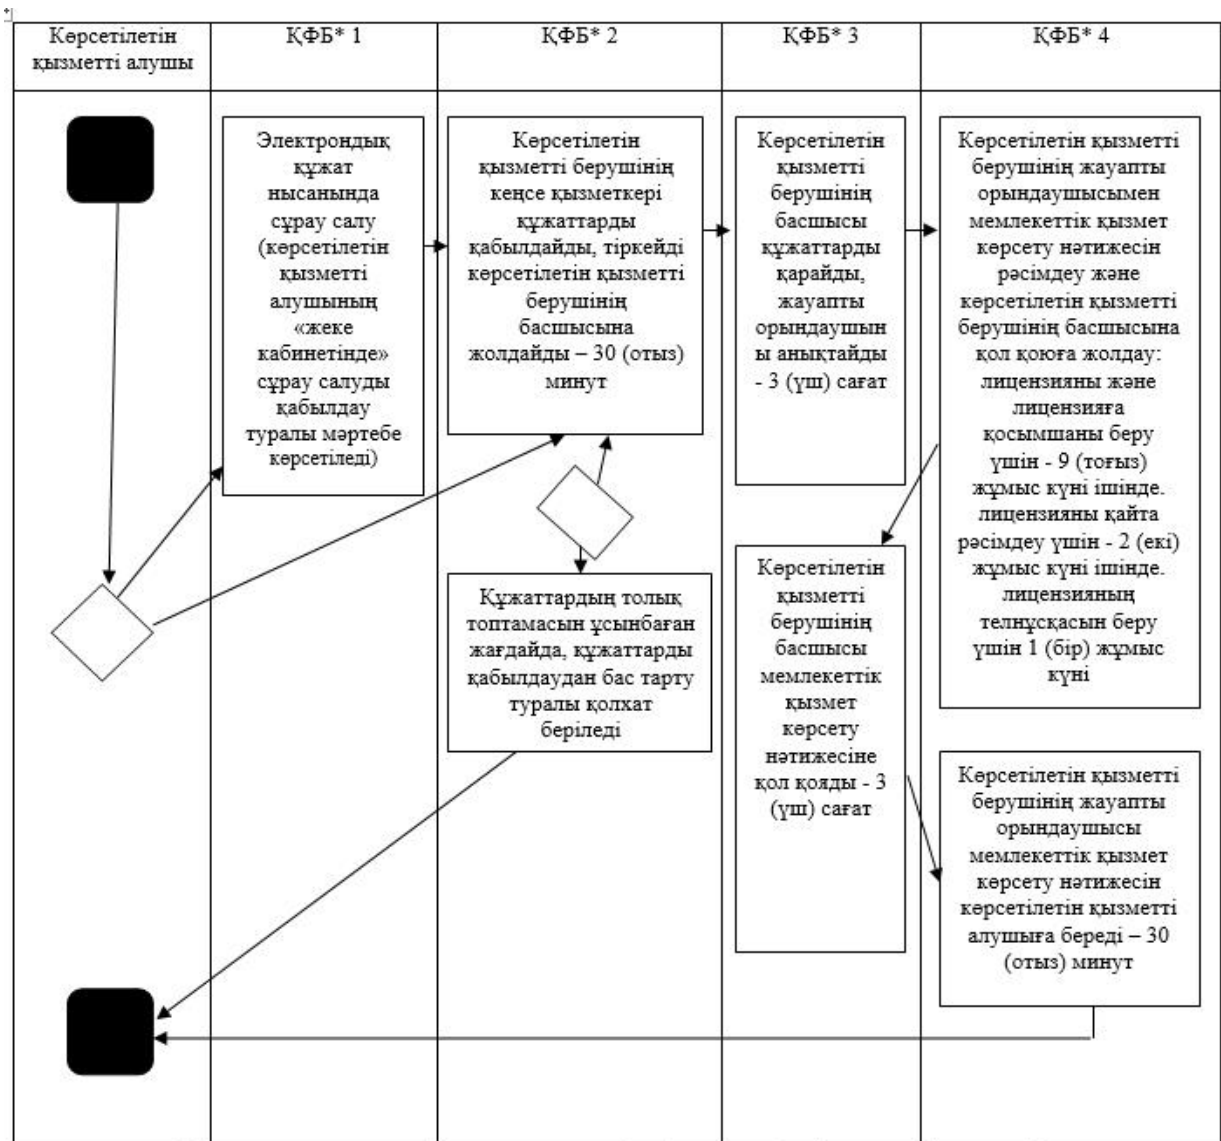 Көрсетілетін
қызметті алушы
ҚФБ* 1
ҚФБ* 2
ҚФБ* 3
ҚФБ* 4
Электрондық
құжат
нысанында
сұрау салу
(көрсетілетін
қызметті
алушының
«жеке
кабинетінде»
сұрау салуды
қабылдау
туралы мәртебе
көрсетіледі)
Көрсетілетін
қызметті берушінің
кеңсе қызметкері
құжаттарды
қабылдайды, тіркейді
көрсетілетін қызметті
берушінің
басшысына
жолдайды – 30 (отыз)
минут
Көрсетілетін
қызметті
берушінің
басшысы
құжаттарды
қарайды,
жауапты
орындаушын
ы анықтайды
- 3 (үш) сағат
Көрсетілетін қызметті
берушінің жауапты
орындаушысымен
мемлекеттік қызмет
көрсету нәтижесін
рәсімдеу және
көрсетілетін қызметті
берушінің басшысына
қол қоюға жолдау:
лицензияны және
лицензияға
қосымшаны беру
үшін - 9 (тоғыз)
жұмыс күні ішінде.
лицензияны қайта
рәсімдеу үшін - 2 (екі)
жұмыс күні ішінде.
лицензияның
телнұсқасын беру
үшін 1 (бір) жұмыс
күні
Құжаттардың толық
топтамасын ұсынбаған
жағдайда, құжаттарды
қабылдаудан бас тарту
туралы қолхат
беріледі
Көрсетілетін
қызметті
берушінің
басшысы
мемлекеттік
қызмет
көрсету
нәтижесіне
қол қояды - 3
(үш) сағат
Көрсетілетін қызметті
берушінің жауапты
орындаушысы
мемлекеттік қызмет
көрсету нәтижесін
көрсетілетін қызметті
алушыға береді – 30
(отыз) минут